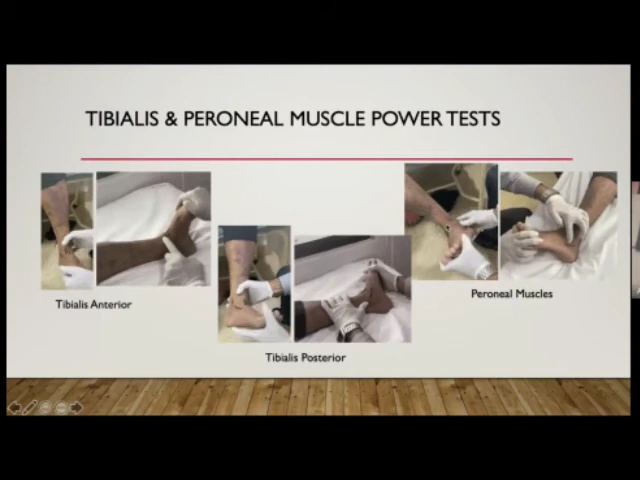 TIBIALIS & PERONEAL MUSCLE POWER TESTS
Tibialis Anterior
Tibialis Posterior
Peroneal Muscles